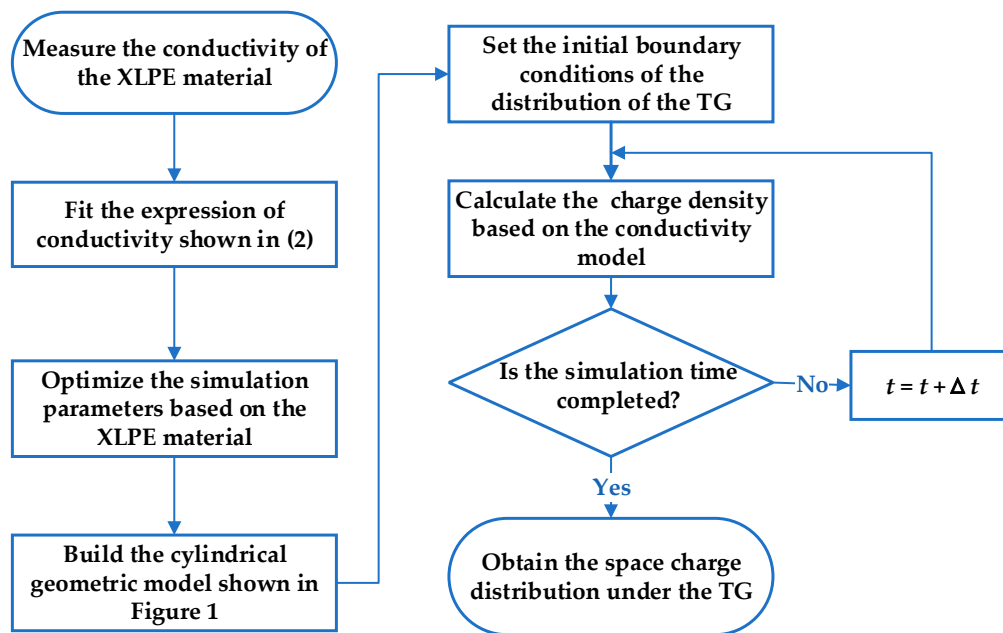 Measure the conductivity of
the XLPE material
Fit the expression of
conductivity shown in (2)
Optimize the simulation
parameters based on the
XLPE material
Build the cylindrical
geometric model shown in
Figure 1
Set the initial boundary
conditions of the
distribution of the TG
Calculate the charge density
based on the conductivity
model
Is the simulation time
completed?
No
t = t + Δ t
Yes
Obtain the space charge
distribution under the TG